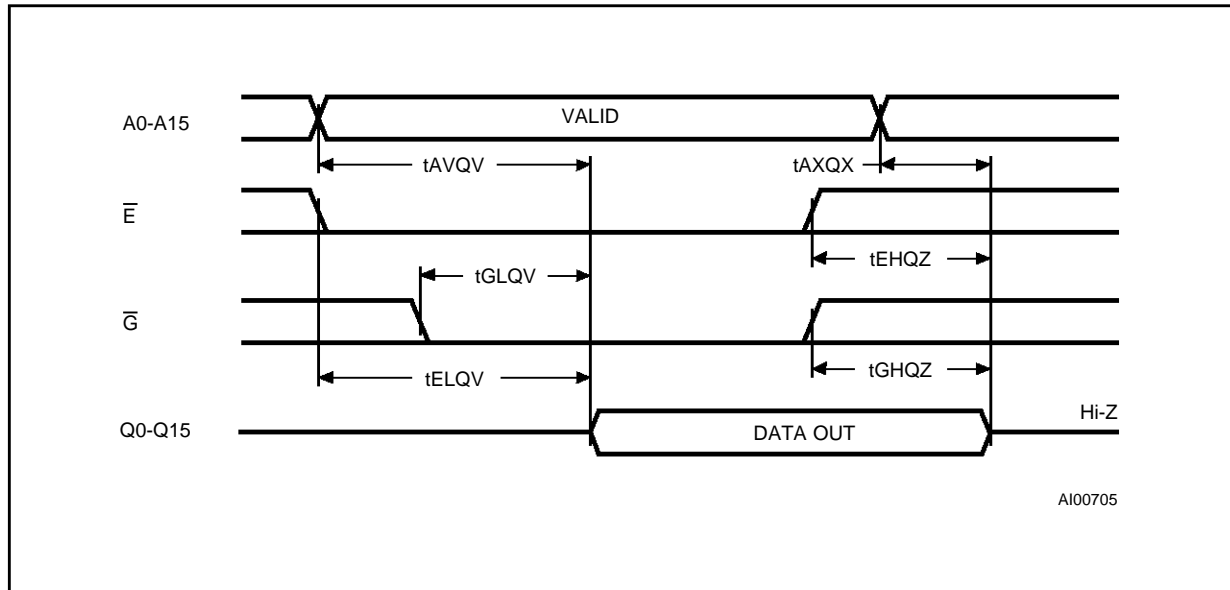 A0-A15
VALID
tAVQV
tAXQX
E̅
tEHQZ
tGLQV
G̅
tGHQZ
tELQV
Hi-Z
Q0-Q15
DATA OUT
AI00705